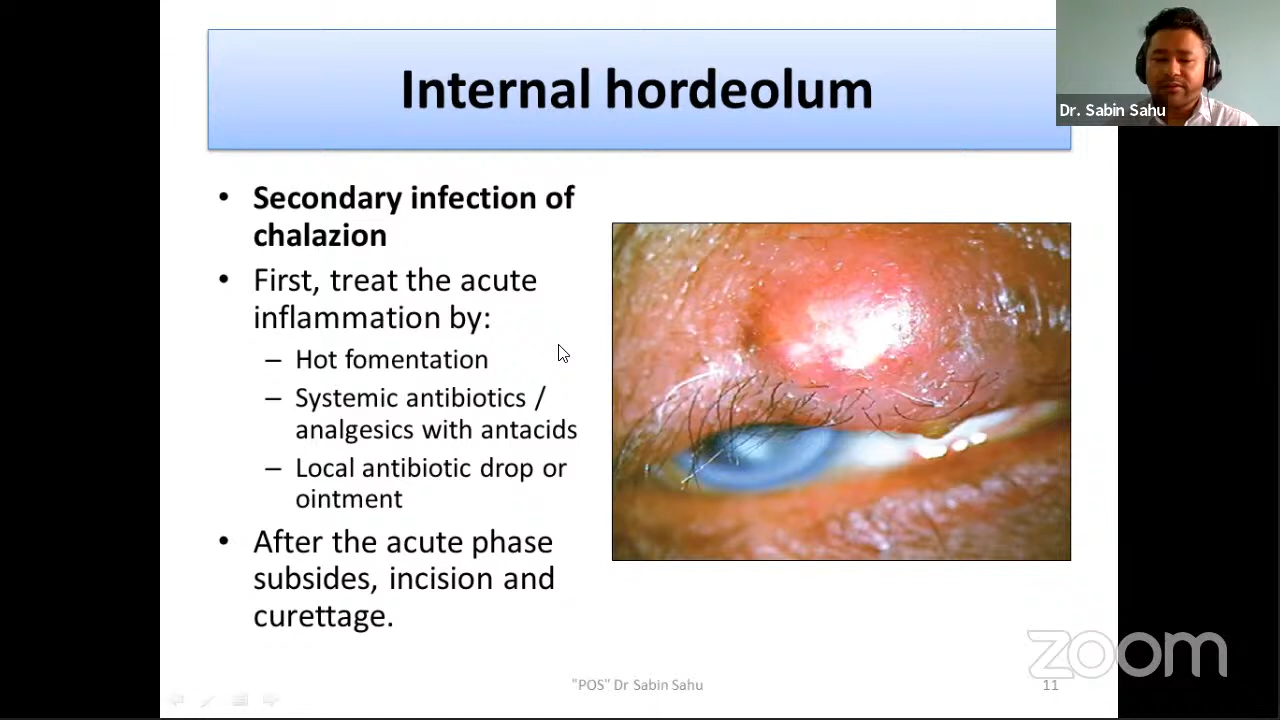 Internal hordeolum
Dr. Sabin Sahu
• Secondary infection of
chalazion
• First, treat the acute
inflammation by:
– Hot fomentation
– Systemic antibiotics /
analgesics with antacids
– Local antibiotic drop or
ointment
• After the acute phase
subsides, incision and
curettage.
zoom
"POS" Dr Sabin Sahu
11